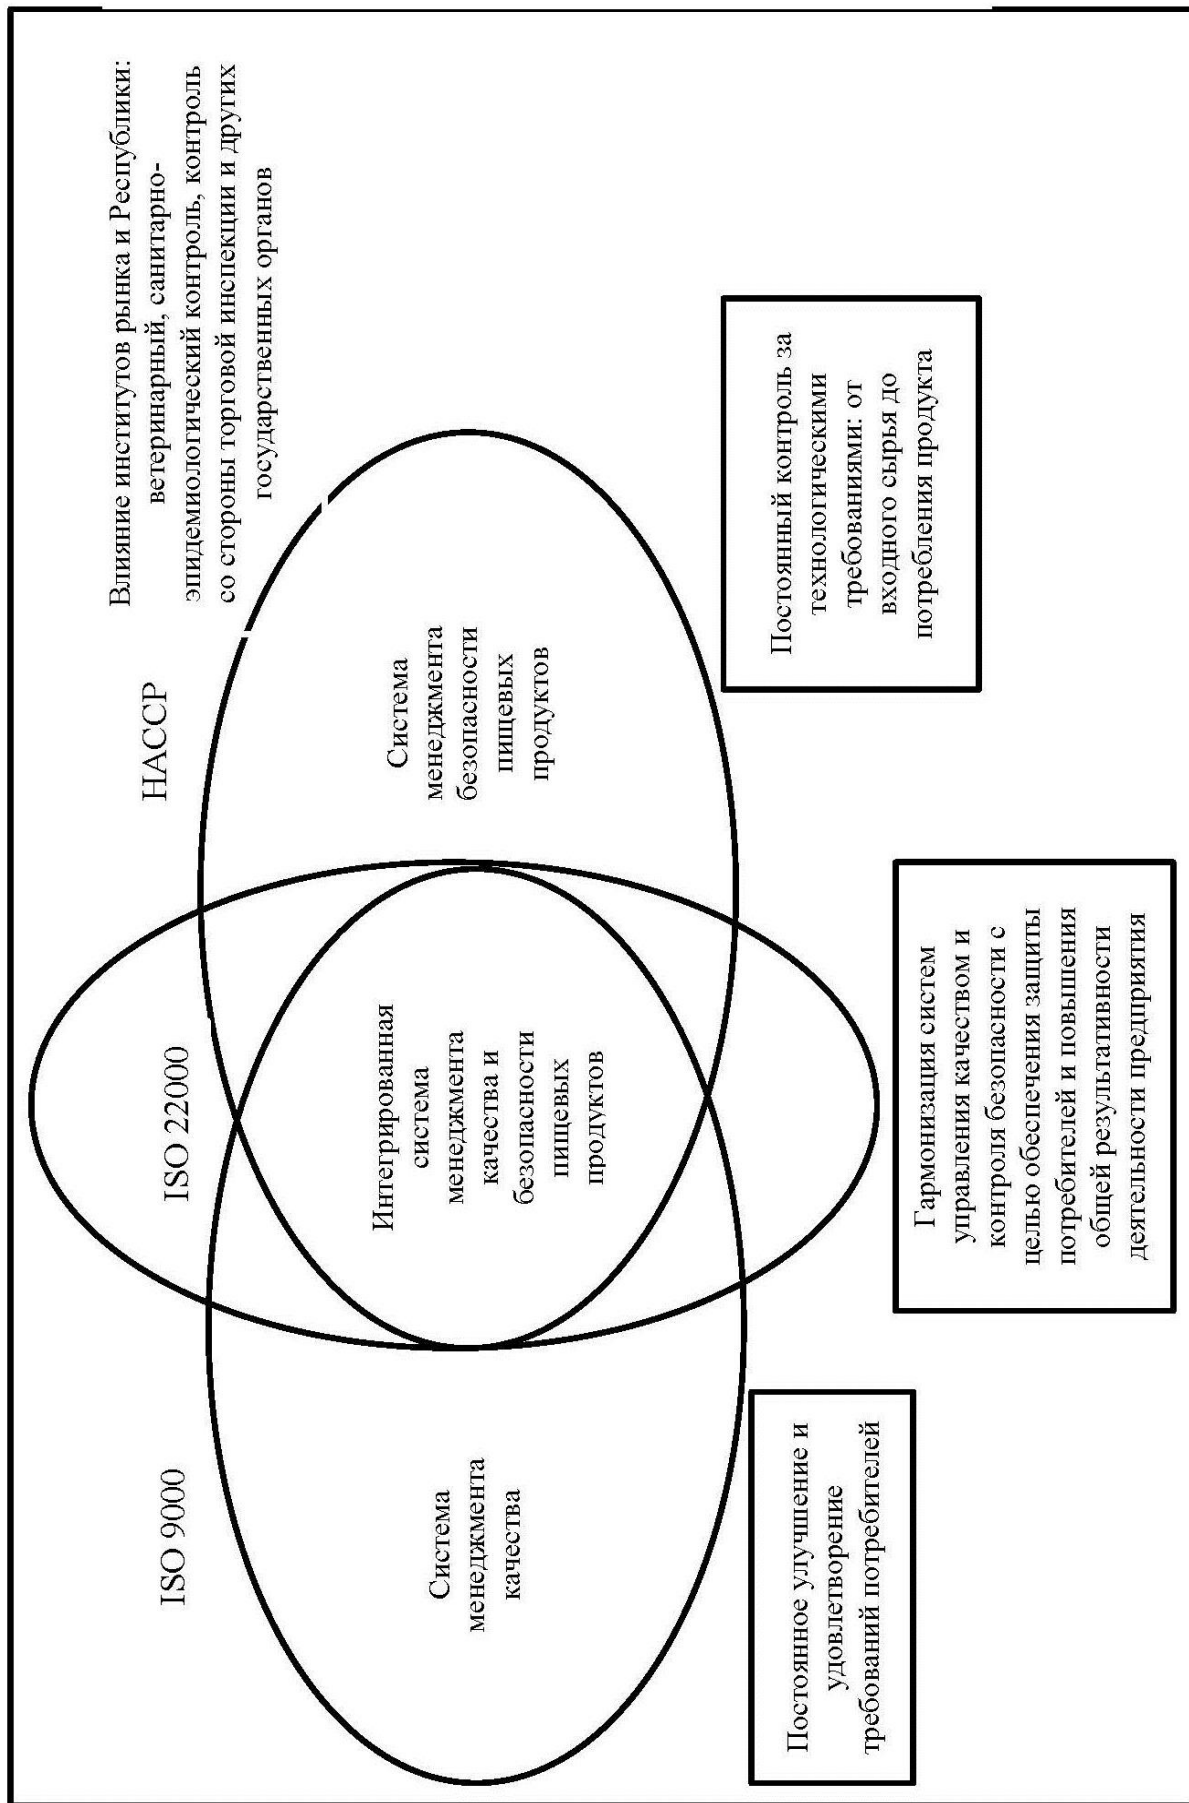 Влияние институтов рынка и Республики:
ветеринарный, санитарно-
эпидемиологический контроль, контроль
со стороны торговой инспекции и других
государственных органов
ISO 9000
ISO 22000
HACCP
Система
менеджмента
качества
Интегрированная
система
менеджмента
качества и
безопасности
пищевых
продуктов
Система
менеджмента
безопасности
пищевых
продуктов
Постоянное улучшение и
удовлетворение
требований потребителей
Гармонизация систем
управления качеством и
контроля безопасности с
целью обеспечения защиты
потребителей и повышения
общей результативности
деятельности предприятия
Постоянный контроль за
технологическими
требованиями: от
входного сырья до
потребления продукта